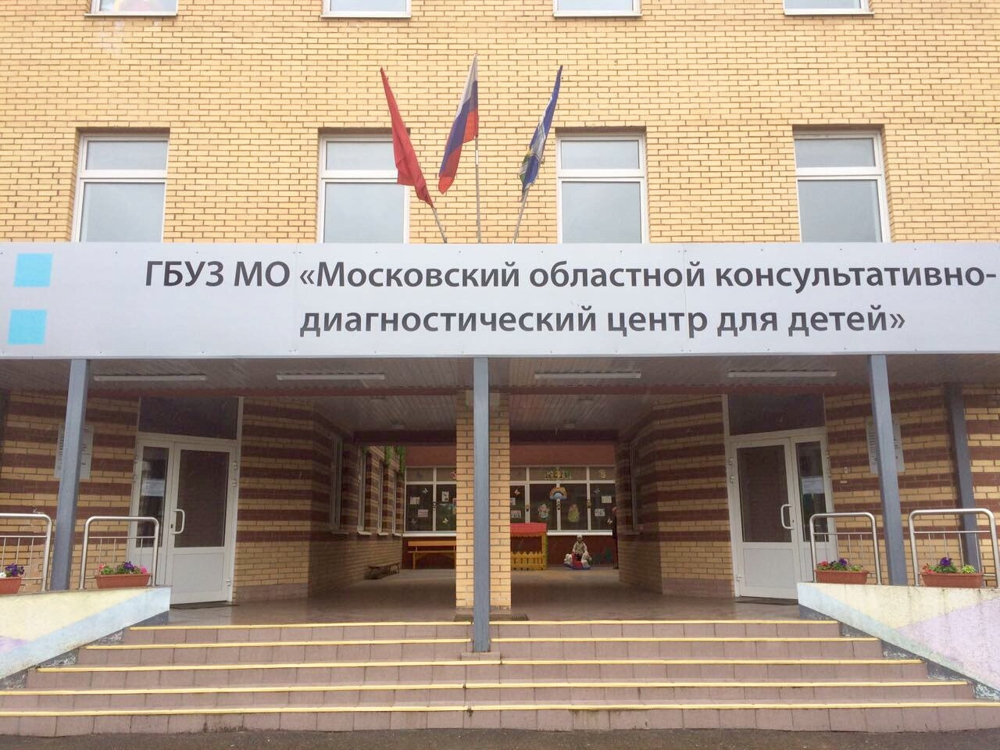 ГБУЗ МО «Московский областной консультативно-
диагностический центр для детей»